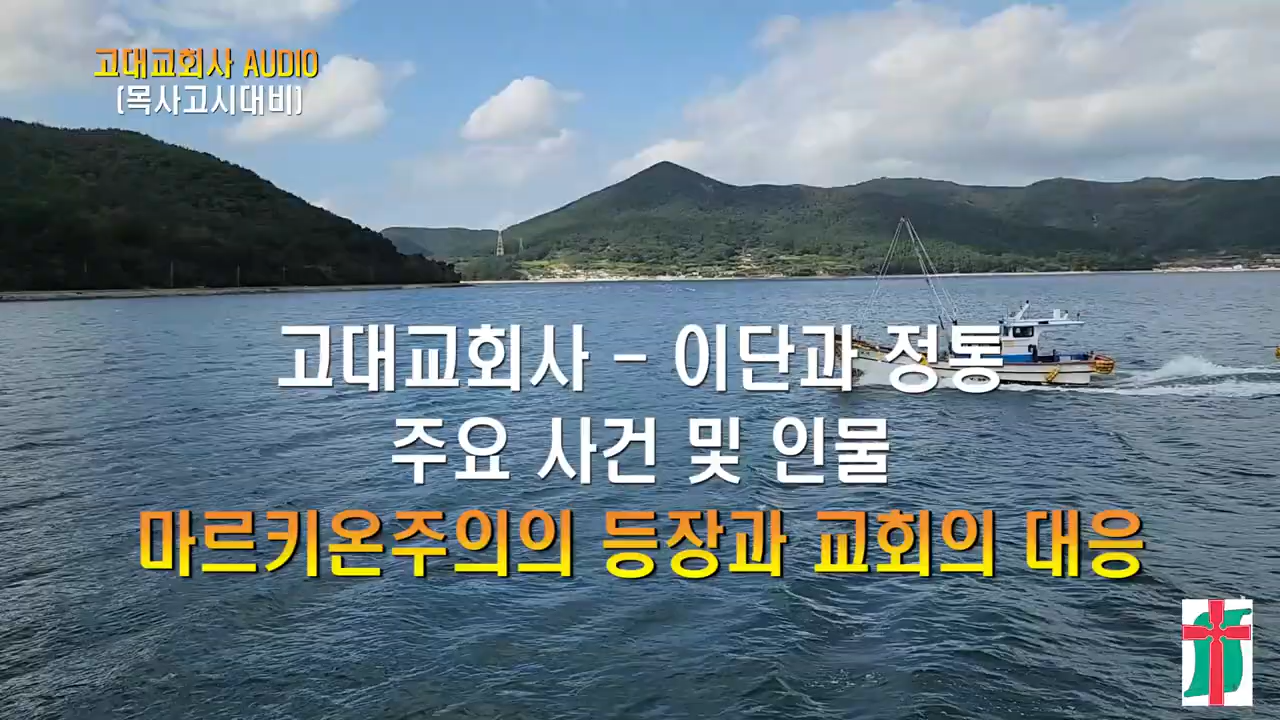 고대교회사 AUDIO
(목사고시대비)
고대교회사 - 이단과 정통
주요 사건 및 인물
마르키온주의의 등장과 교회의 대응